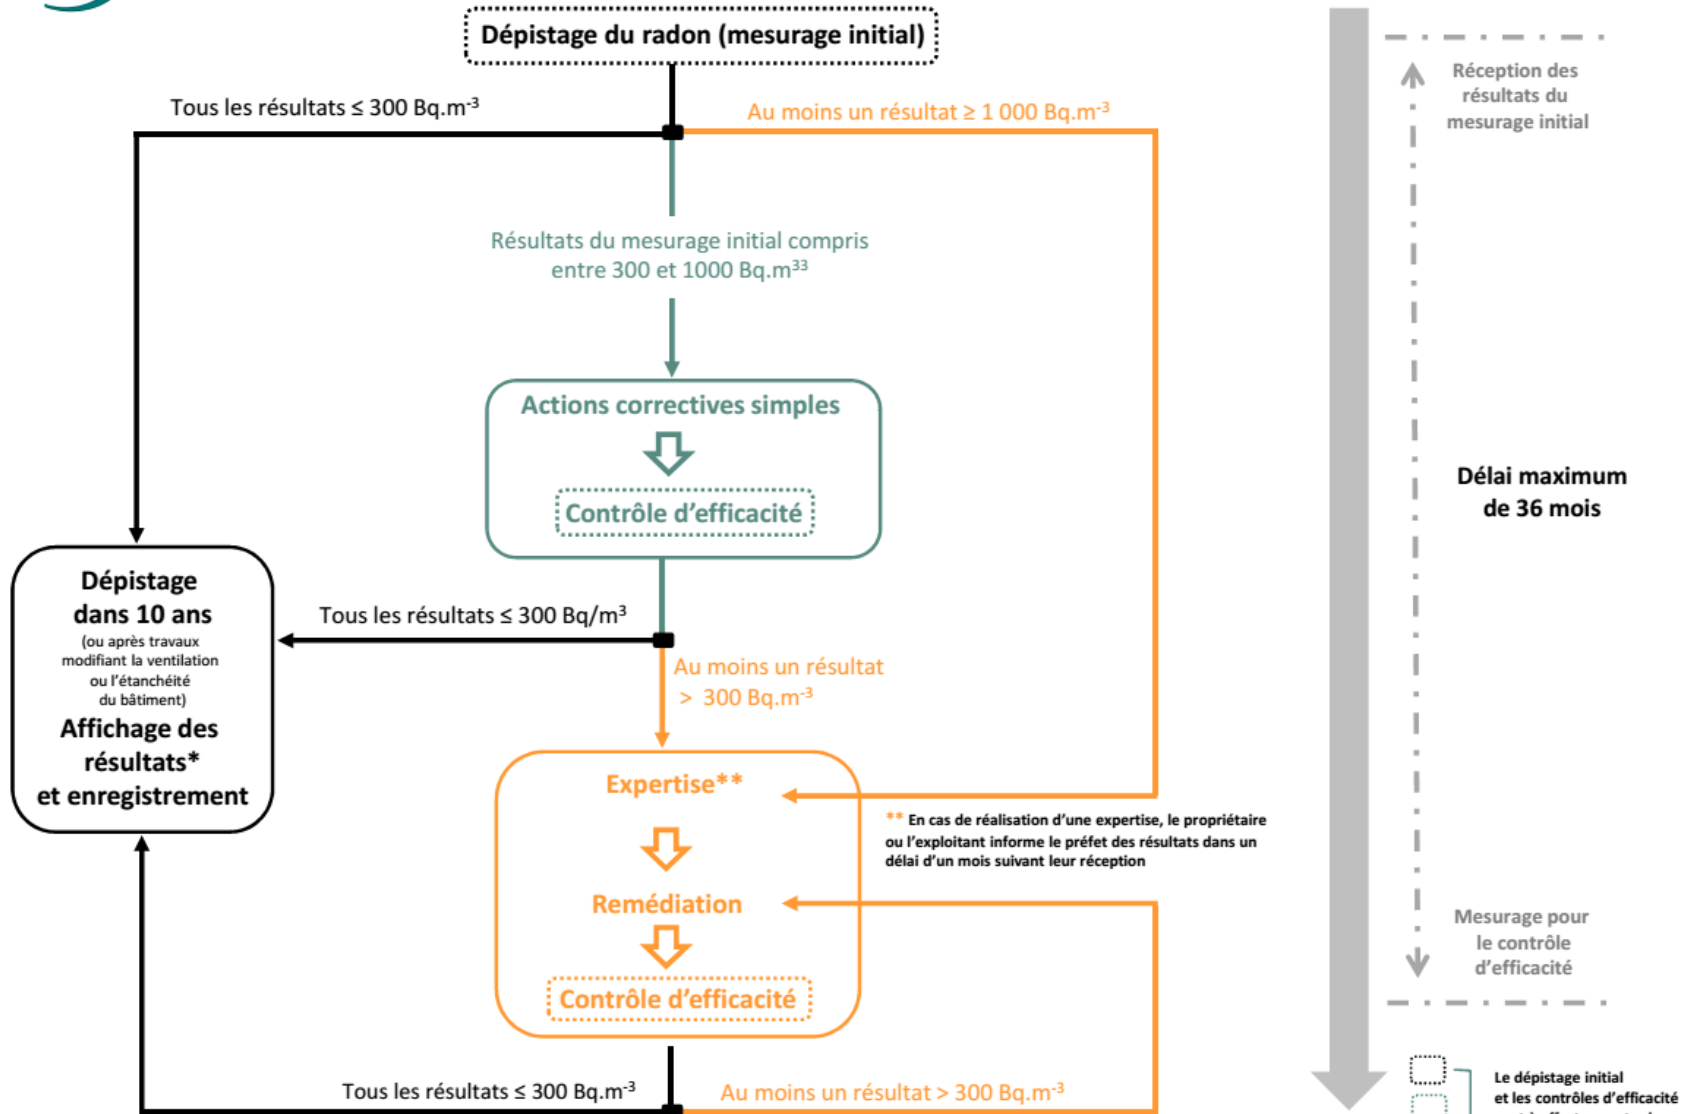 Dépistage du radon (mesurage initial)
Tous les résultats ≤ 300 Bq.m-3
Au moins un résultat ≥ 1 000 Bq.m-3
Réception des
résultats du
mesurage initial
Résultats du mesurage initial compris
entre 300 et 1000 Bq.m33
Actions correctives simples
Contrôle d'efficacité
Délai maximum
de 36 mois
Dépistage
dans 10 ans
(ou après travaux
modifiant la ventilation
ou l'étanchéité
du bâtiment)
Affichage des
résultats*
et enregistrement
Tous les résultats ≤ 300 Bq/m3
Au moins un résultat
> 300 Bq.m-3
Expertise**
** En cas de réalisation d'une expertise, le propriétaire
ou l'exploitant informe le préfet des résultats dans un
délai d'un mois suivant leur réception
Remédiation
Contrôle d'efficacité
Mesurage pour
le contrôle
d'efficacité
Tous les résultats ≤ 300 Bq.m-3
Au moins un résultat > 300 Bq.m-3
Le dépistage initial
et les contrôles d'efficacité